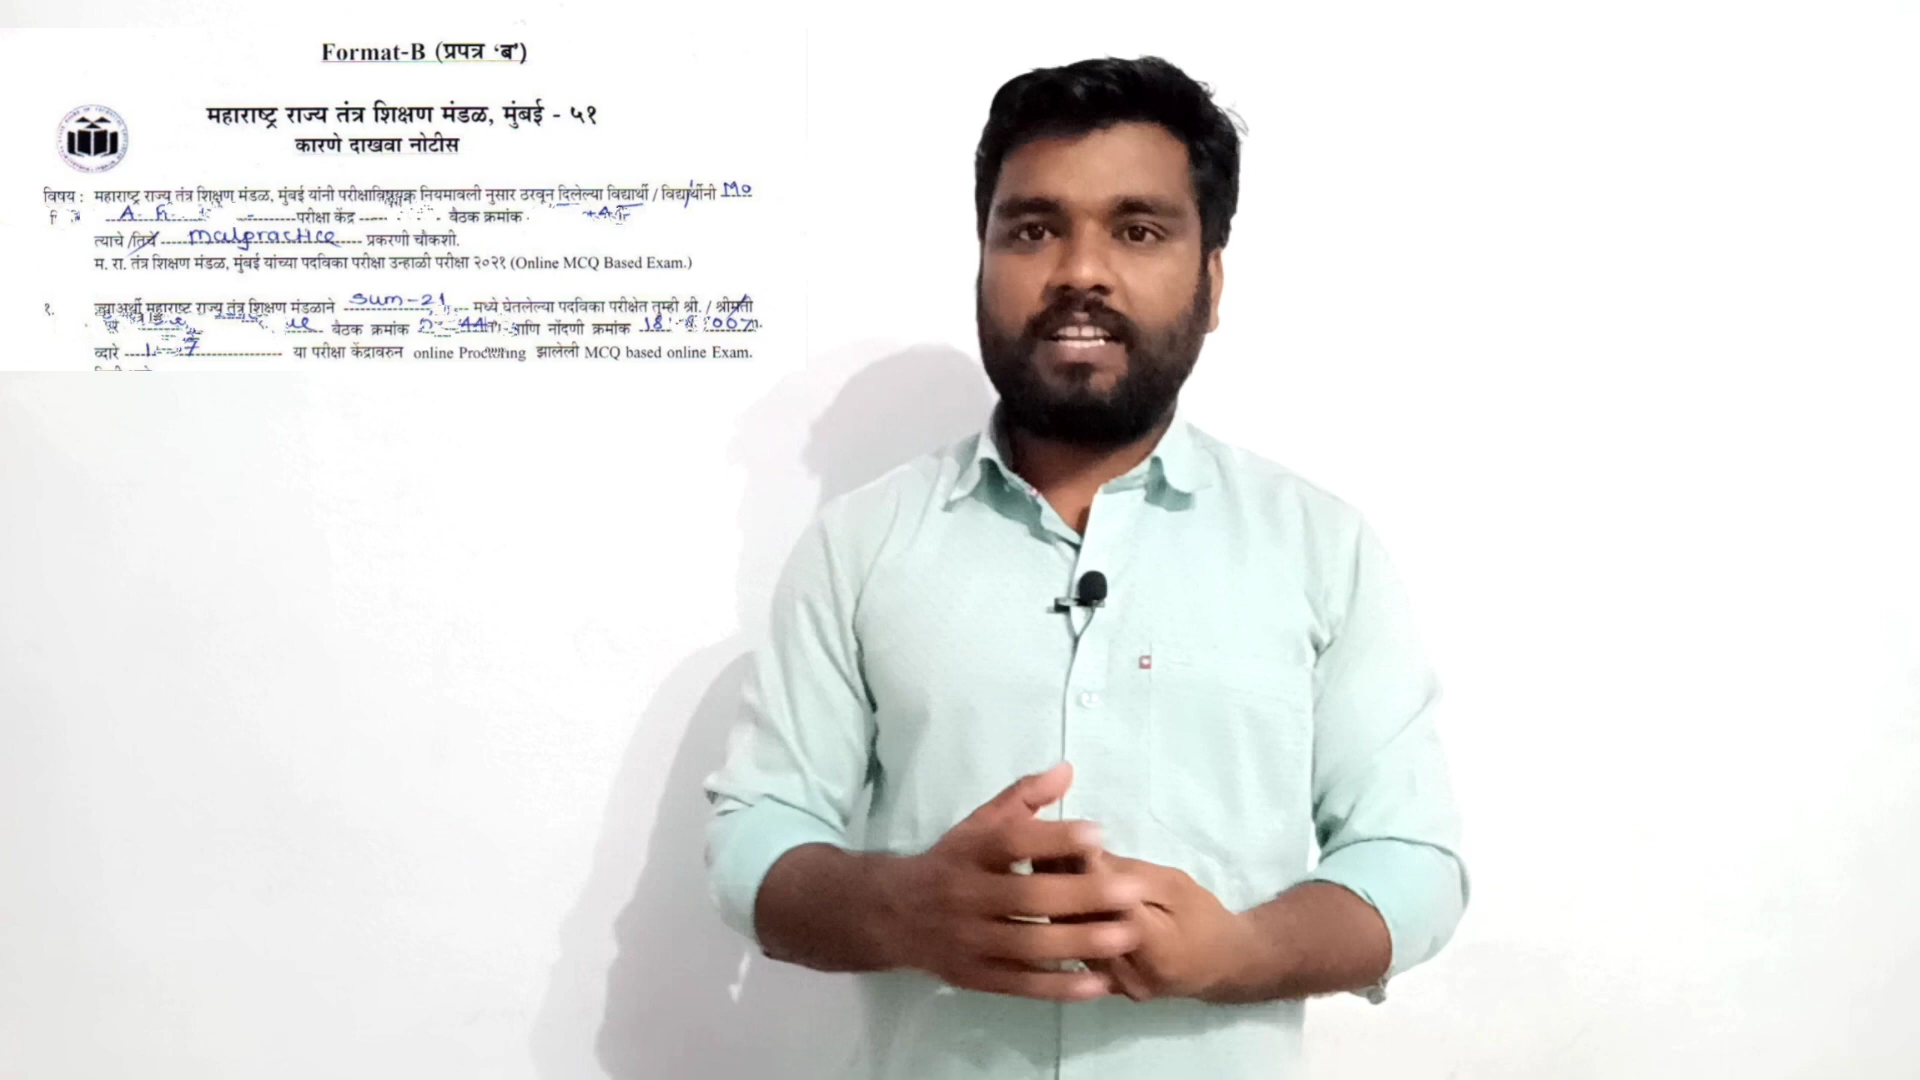 Format-B (प्रपत्र ‘ब’)
महाराष्ट्र राज्य तंत्र शिक्षण मंडळ, मुंबई - ५१
कारणे दाखवा नोटीस
विषय : महाराष्ट्र राज्य तंत्र शिक्षण मंडळ, मुंबई यांनी परीक्षाविषयक नियमावली नुसार ठरवून दिलेल्या विद्यार्थी / विद्यार्थीनी Mo
A. परीक्षा केंद्र बैठक क्रमांक
त्याचे / तिचे malpractice प्रकरणी चौकशी.
म. रा. तंत्र शिक्षण मंडळ, मुंबई यांच्या पदविका परीक्षा उन्हाळी परीक्षा २०२१ (Online MCQ Based Exam.)
१. ज्याअर्थी महाराष्ट्र राज्य तंत्र शिक्षण मंडळाने sum-21 मध्ये घेतलेल्या पदविका परीक्षेत तुम्ही श्री. / श्रीमती
बैठक क्रमांक आणि नोंदणी क्रमांक
व्दारे या परीक्षा केंद्रावरुन online Proctering झालेली MCQ based online Exam.